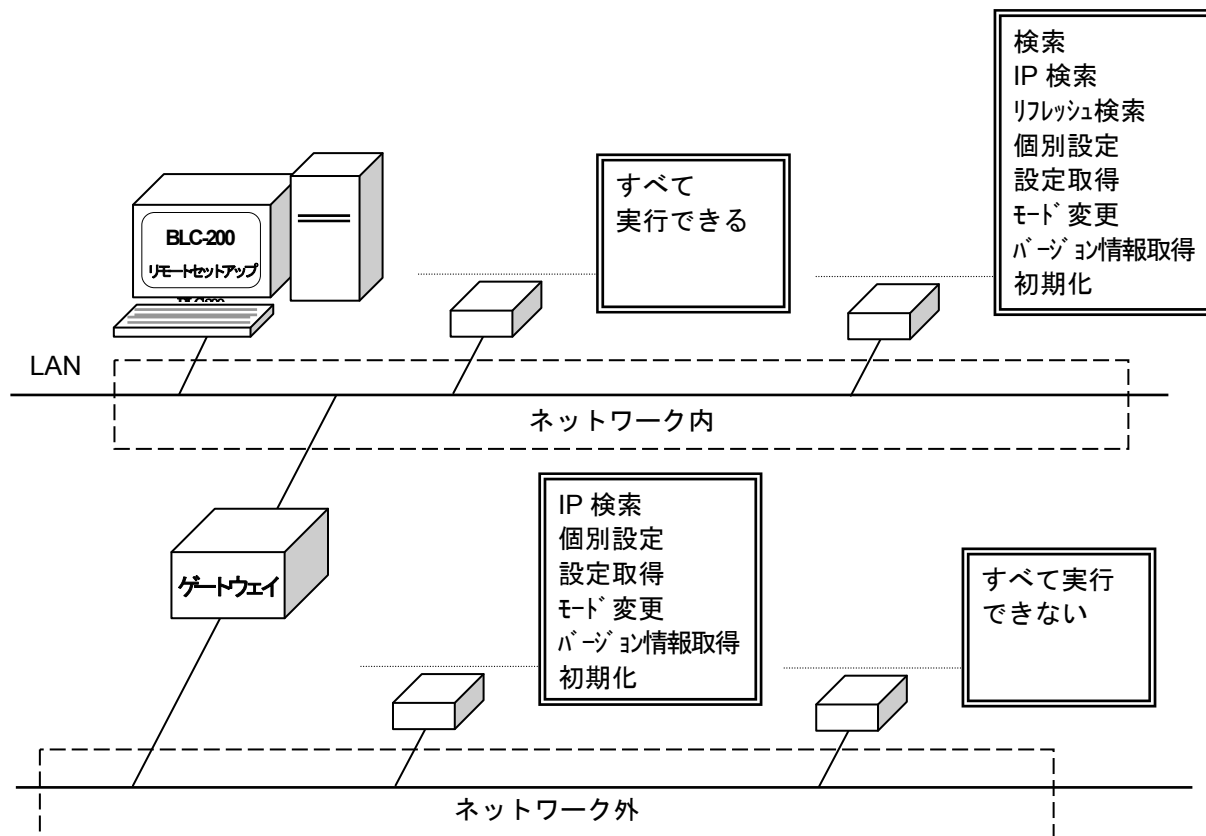 検索
IP 検索
ﾘﾌﾚｯｼｭ検索
個別設定
設定取得
ﾓｰﾄﾞ変更
ﾊﾞｰｼﾞｮﾝ情報取得
初期化
すべて
実行できる
BLC-200
リモートセットアップ
LAN
ネットワーク内
IP 検索
個別設定
設定取得
ﾓｰﾄﾞ変更
ﾊﾞｰｼﾞｮﾝ情報取得
初期化
ゲートウェイ
すべて実行
できない
ネットワーク外